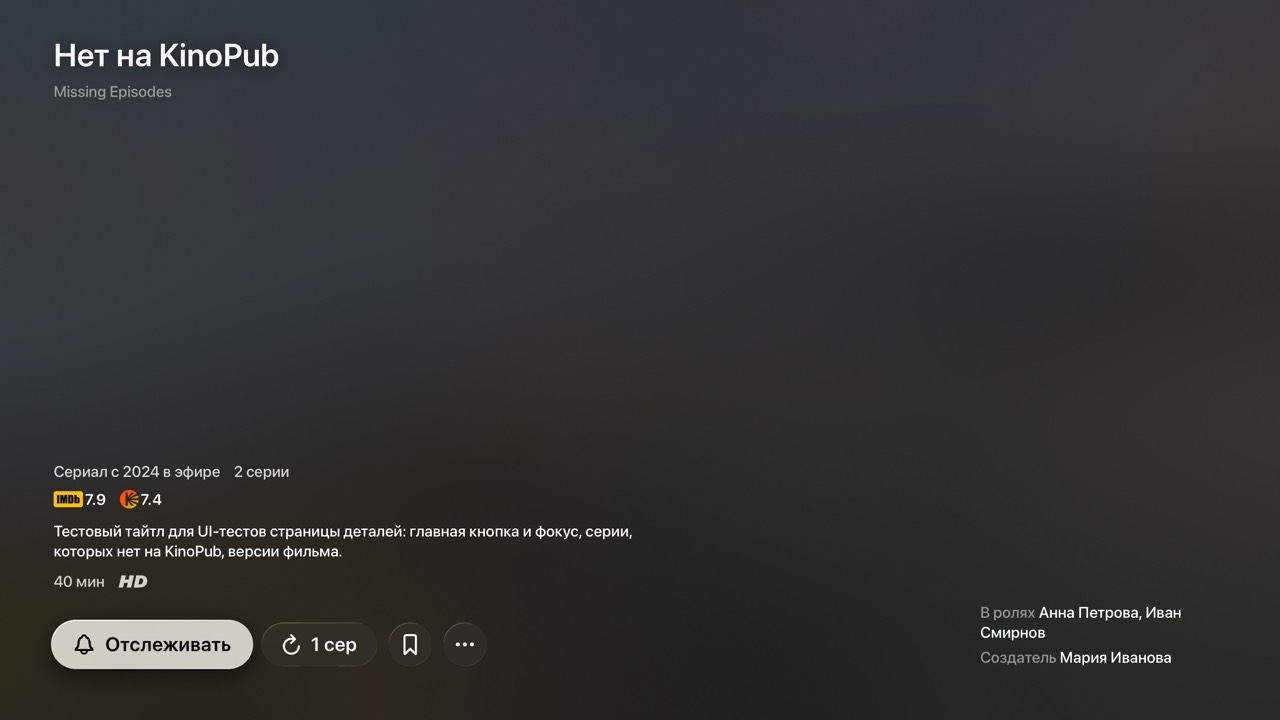 Нет на KinoPub
Missing Episodes
Сериал с 2024 в эфире 2 серии
IMDb 7.9 7.4
Тестовый тайтл для UI-тестов страницы деталей: главная кнопка и фокус, серии,
которых нет на KinoPub, версии фильма.
40 мин HD
Отслеживать 1 сер
В ролях Анна Петрова, Иван
Смирнов
Создатель Мария Иванова